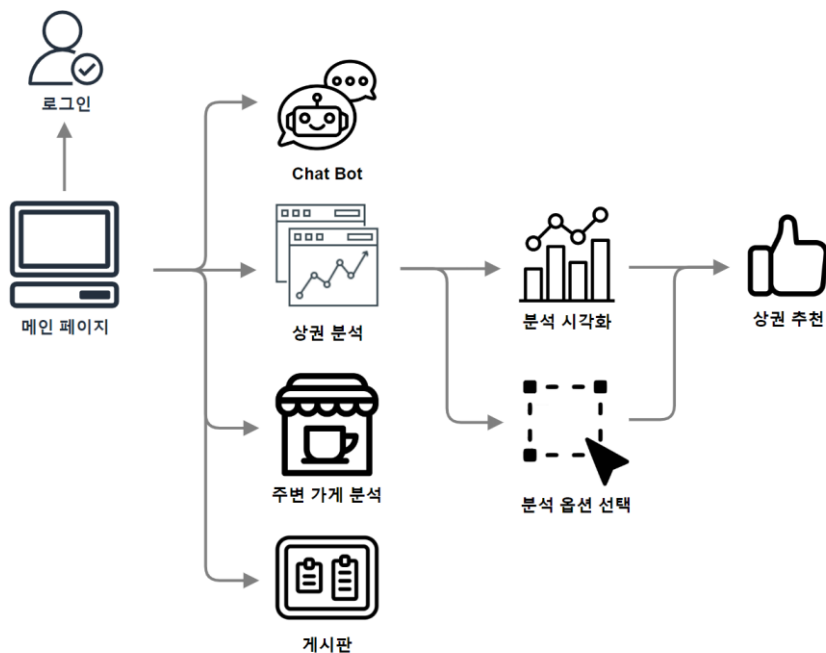 로그인
메인 페이지
Chat Bot
상권 분석
주변 가게 분석
게시판
분석 시각화
분석 옵션 선택
상권 추천